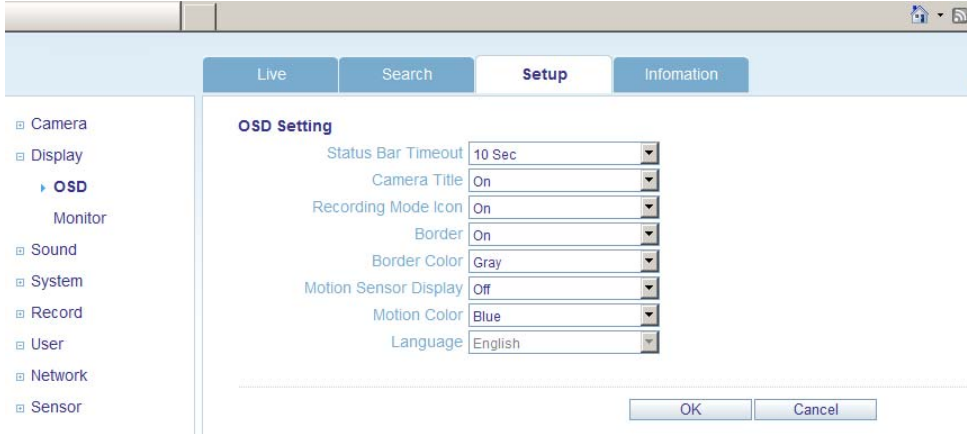 Live Search Setup Infomation
Camera
Display
OSD
Monitor
Sound
System
Record
User
Network
Sensor
OSD Setting
Status Bar Timeout 10 Sec
Camera Title On
Recording Mode Icon On
Border On
Border Color Gray
Motion Sensor Display Off
Motion Color Blue
Language English
OK Cancel